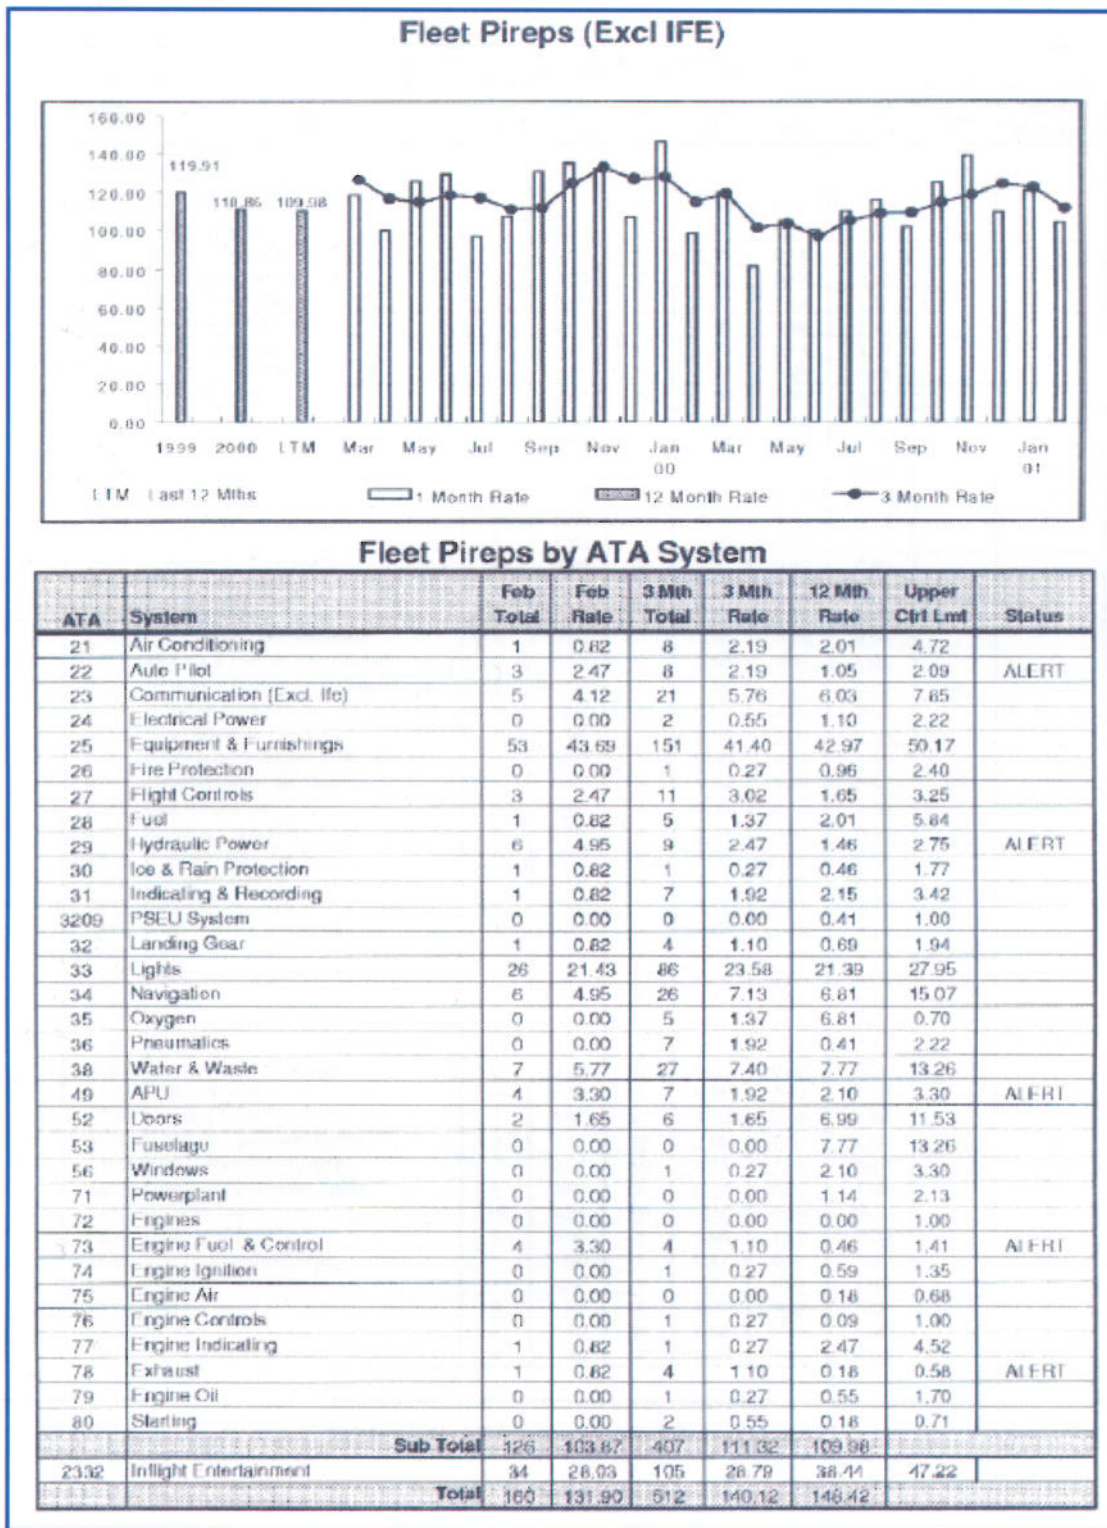 Fleet Pireps (Excl IFE)
160.00
140.00
120.00
100.00
80.00
60.00
40.00
20.00
0.00
119.91
110.86 109.98
1999 2000 LTM Mar May Jul Sep Nov Jan 00 Mar May Jul Sep Nov Jan 01
LTM Last 12 Mths 1 Month Rate 12 Month Rate 3 Month Rate
Fleet Pireps by ATA System
ATA System Feb Total Feb Rate 3 Mth Total 3 Mth Rate 12 Mth Rate Upper Ctrl Lmt Status
21 Air Conditioning 1 0.82 8 2.19 2.01 4.72
22 Auto Pilot 3 2.47 8 2.19 1.05 2.09 ALERT
23 Communication (Excl. Ife) 5 4.12 21 5.76 6.03 7.85
24 Electrical Power 0 0.00 2 0.55 1.10 2.22
25 Equipment & Furnishings 53 43.69 151 41.40 42.97 50.17
26 Fire Protection 0 0.00 1 0.27 0.96 2.40
27 Flight Controls 3 2.47 11 3.02 1.65 3.25
28 Fuel 1 0.82 5 1.37 2.01 5.84
29 Hydraulic Power 6 4.95 9 2.47 1.46 2.75 ALERT
30 Ice & Rain Protection 1 0.82 1 0.27 0.46 1.77
31 Indicating & Recording 1 0.82 7 1.92 2.15 3.42
3209 PSEU System 0 0.00 0 0.00 0.41 1.00
32 Landing Gear 1 0.82 4 1.10 0.69 1.94
33 Lights 26 21.43 86 23.58 21.39 27.95
34 Navigation 6 4.95 26 7.13 6.81 15.07
35 Oxygen 0 0.00 5 1.37 6.81 0.70
36 Pneumatics 0 0.00 7 1.92 0.41 2.22
38 Water & Waste 7 5.77 27 7.40 7.77 13.26
49 APU 4 3.30 7 1.92 2.10 3.30 ALERT
52 Doors 2 1.65 6 1.65 6.99 11.53
53 Fuselage 0 0.00 0 0.00 7.77 13.26
56 Windows 0 0.00 1 0.27 2.10 3.30
71 Powerplant 0 0.00 0 0.00 1.14 2.13
72 Engines 0 0.00 0 0.00 0.00 1.00
73 Engine Fuel & Control 4 3.30 4 1.10 0.46 1.41 ALERT
74 Engine Ignition 0 0.00 1 0.27 0.59 1.35
75 Engine Air 0 0.00 0 0.00 0.18 0.68
76 Engine Controls 0 0.00 1 0.27 0.09 1.00
77 Engine Indicating 1 0.82 1 0.27 2.47 4.52
78 Exhaust 1 0.82 4 1.10 0.18 0.58 ALERT
79 Engine Oil 0 0.00 1 0.27 0.55 1.70
80 Starting 0 0.00 2 0.55 0.18 0.71
Sub Total 126 103.87 407 111.32 109.98
2332 Inflight Entertainment 34 28.03 105 28.79 38.44 47.22
Total 160 131.90 512 140.12 148.42